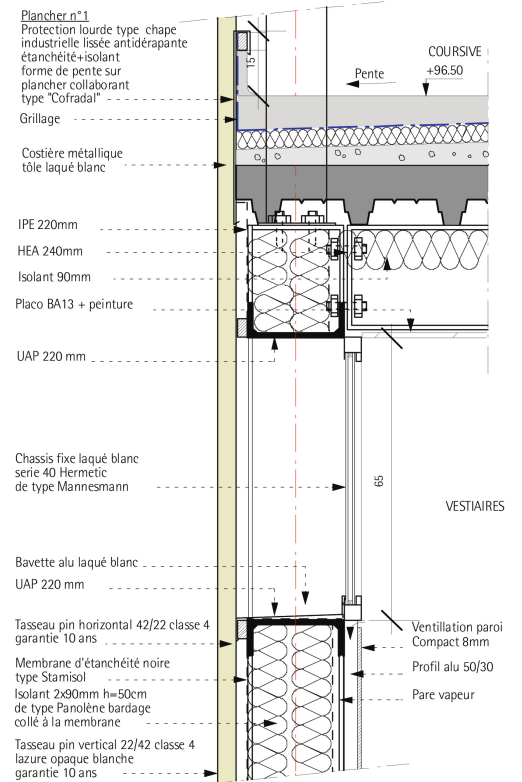 Plancher n°1
Protection lourde type chape
industrielle lissée antidérapante
étanchéité+isolant
forme de pente sur
plancher collaborant
type "Cofradal"
Grillage
Costière métallique
tôle laqué blanc
IPE 220mm
HEA 240mm
Isolant 90mm
Placo BA13 + peinture
UAP 220 mm
Chassis fixe laqué blanc
serie 40 Hermetic
de type Mannesmann
Bavette alu laqué blanc
UAP 220 mm
Tasseau pin horizontal 42/22 classe 4
garantie 10 ans
Membrane d'étanchéité noire
type Stamisol
Isolant 2x90mm h=50cm
de type Panolène bardage
collé à la membrane
Tasseau pin vertical 22/42 classe 4
lazure opaque blanche
garantie 10 ans
15
Pente
COURSIVE
+96.50
65
VESTIAIRES
Ventillation paroi
Compact 8mm
Profil alu 50/30
Pare vapeur